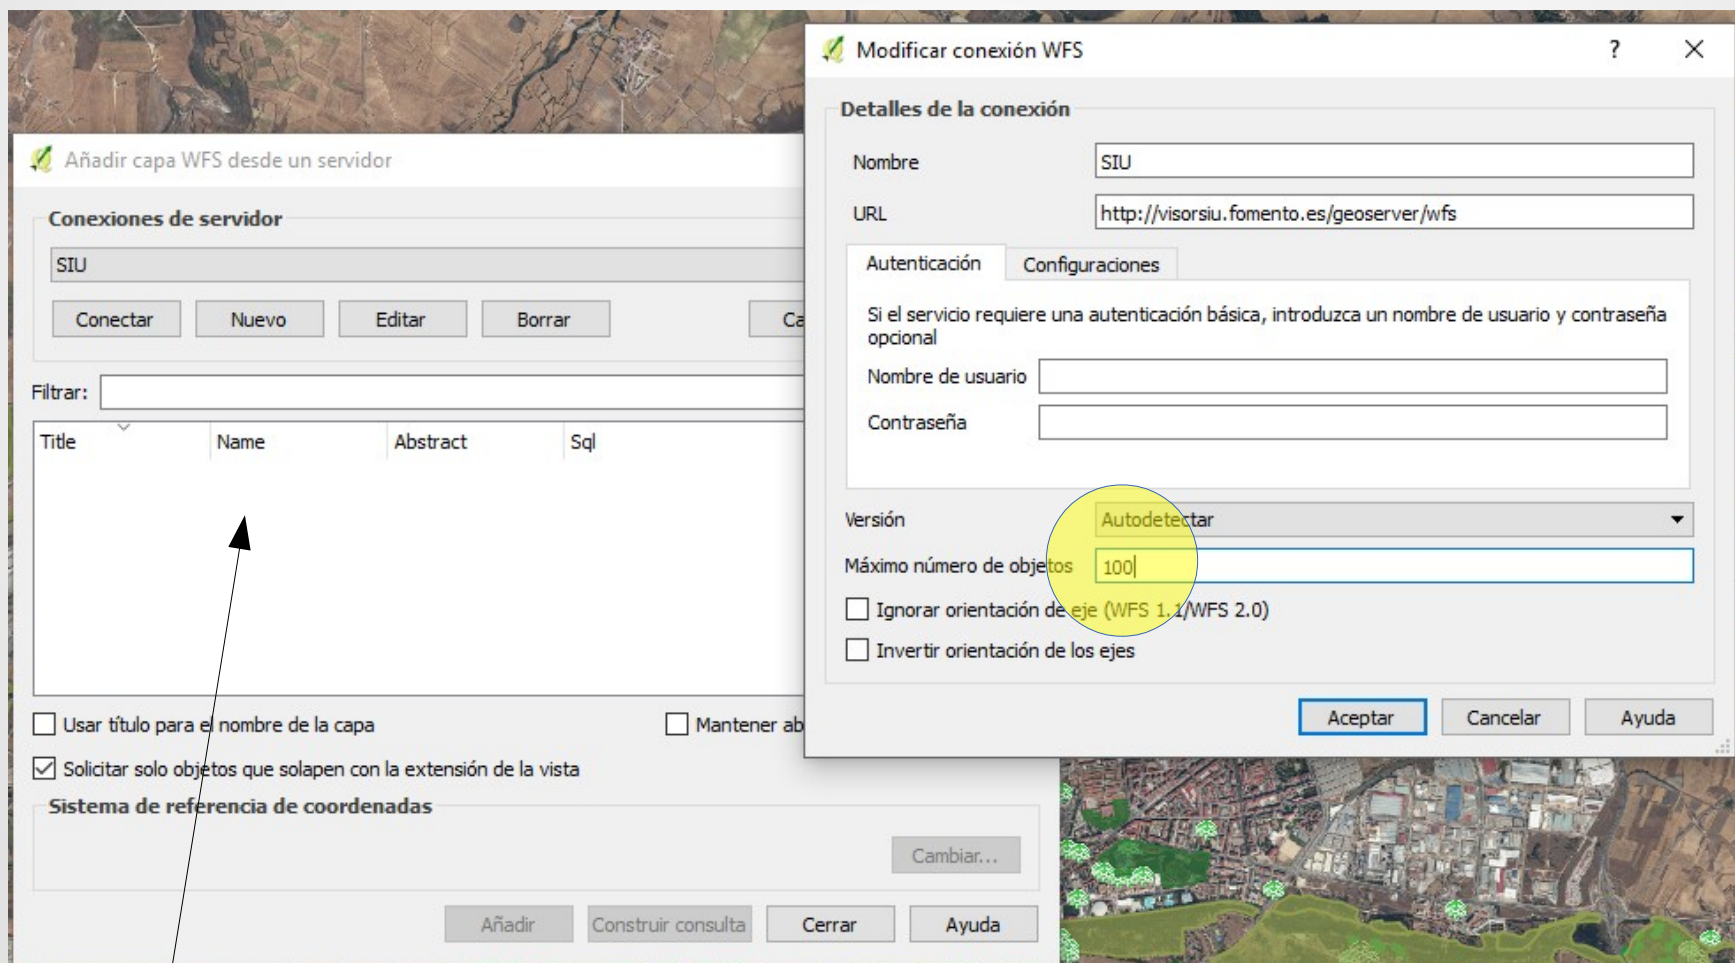 Añadir capa WFS desde un servidor
Conexiones de servidor
SIU
Conectar Nuevo Editar Borrar
Filtrar:
Title Name Abstract Sql
Usar título para el nombre de la capa
Solicitar solo objetos que solapen con la extensión de la vista
Sistema de referencia de coordenadas
Cambiar...
Añadir Construir consulta Cerrar Ayuda
Modificar conexión WFS ?
Detalles de la conexión
Nombre SIU
URL http://visorsiu.fomento.es/geoserver/wfs
Autenticación Configuraciones
Si el servicio requiere una autenticación básica, introduzca un nombre de usuario y contraseña
opcional
Nombre de usuario
Contraseña
Versión Autodetectar
Máximo número de objetos 100
Ignorar orientación de eje (WFS 1.1/WFS 2.0)
Invertir orientación de los ejes
Aceptar Cancelar Ayuda
Mantener